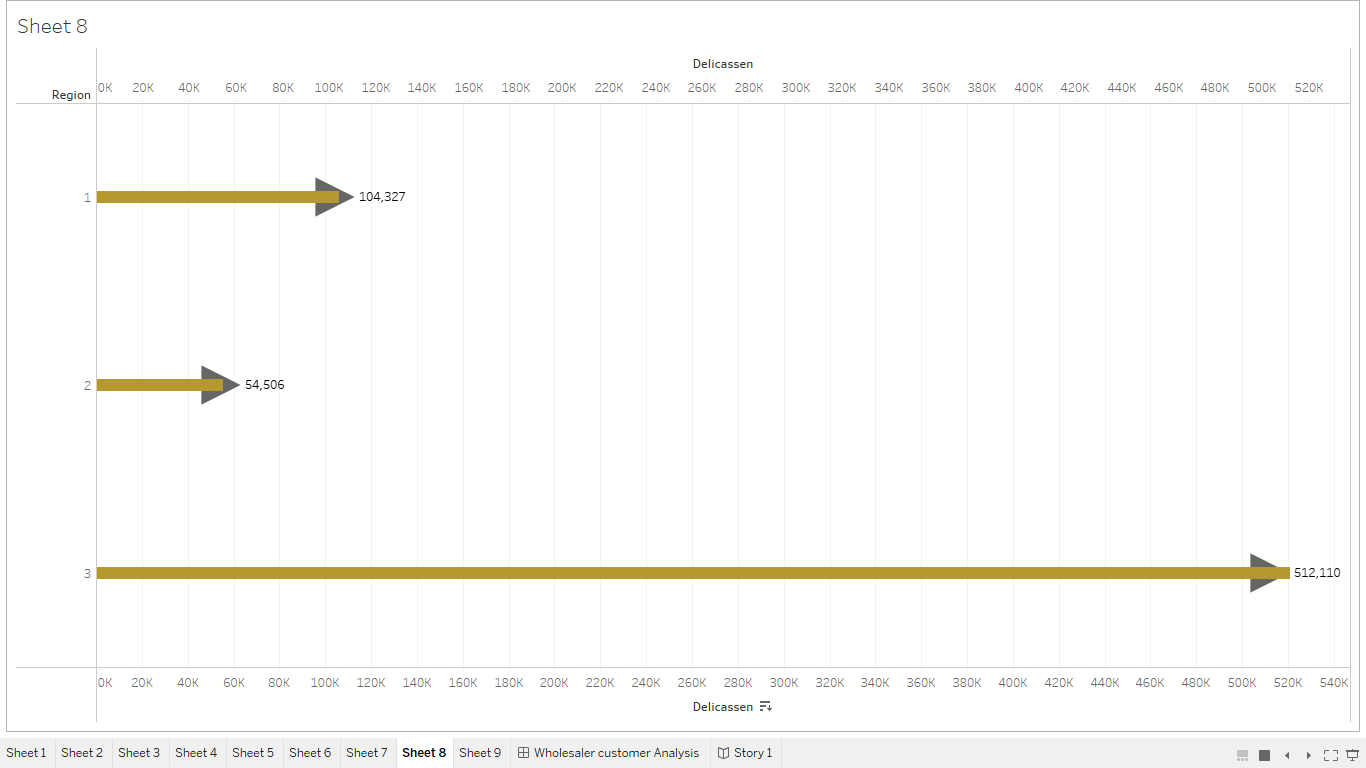 Sheet 8
Delicassen
Region
0K 20K 40K 60K 80K 100K 120K 140K 160K 180K 200K 220K 240K 260K 280K 300K 320K 340K 360K 380K 400K 420K 440K 460K 480K 500K 520K
1 104,327
2 54,506
3 512,110
0K 20K 40K 60K 80K 100K 120K 140K 160K 180K 200K 220K 240K 260K 280K 300K 320K 340K 360K 380K 400K 420K 440K 460K 480K 500K 520K 540K
Delicassen
Sheet 1 Sheet 2 Sheet 3 Sheet 4 Sheet 5 Sheet 6 Sheet 7 Sheet 8 Sheet 9 Wholesaler customer Analysis Story 1